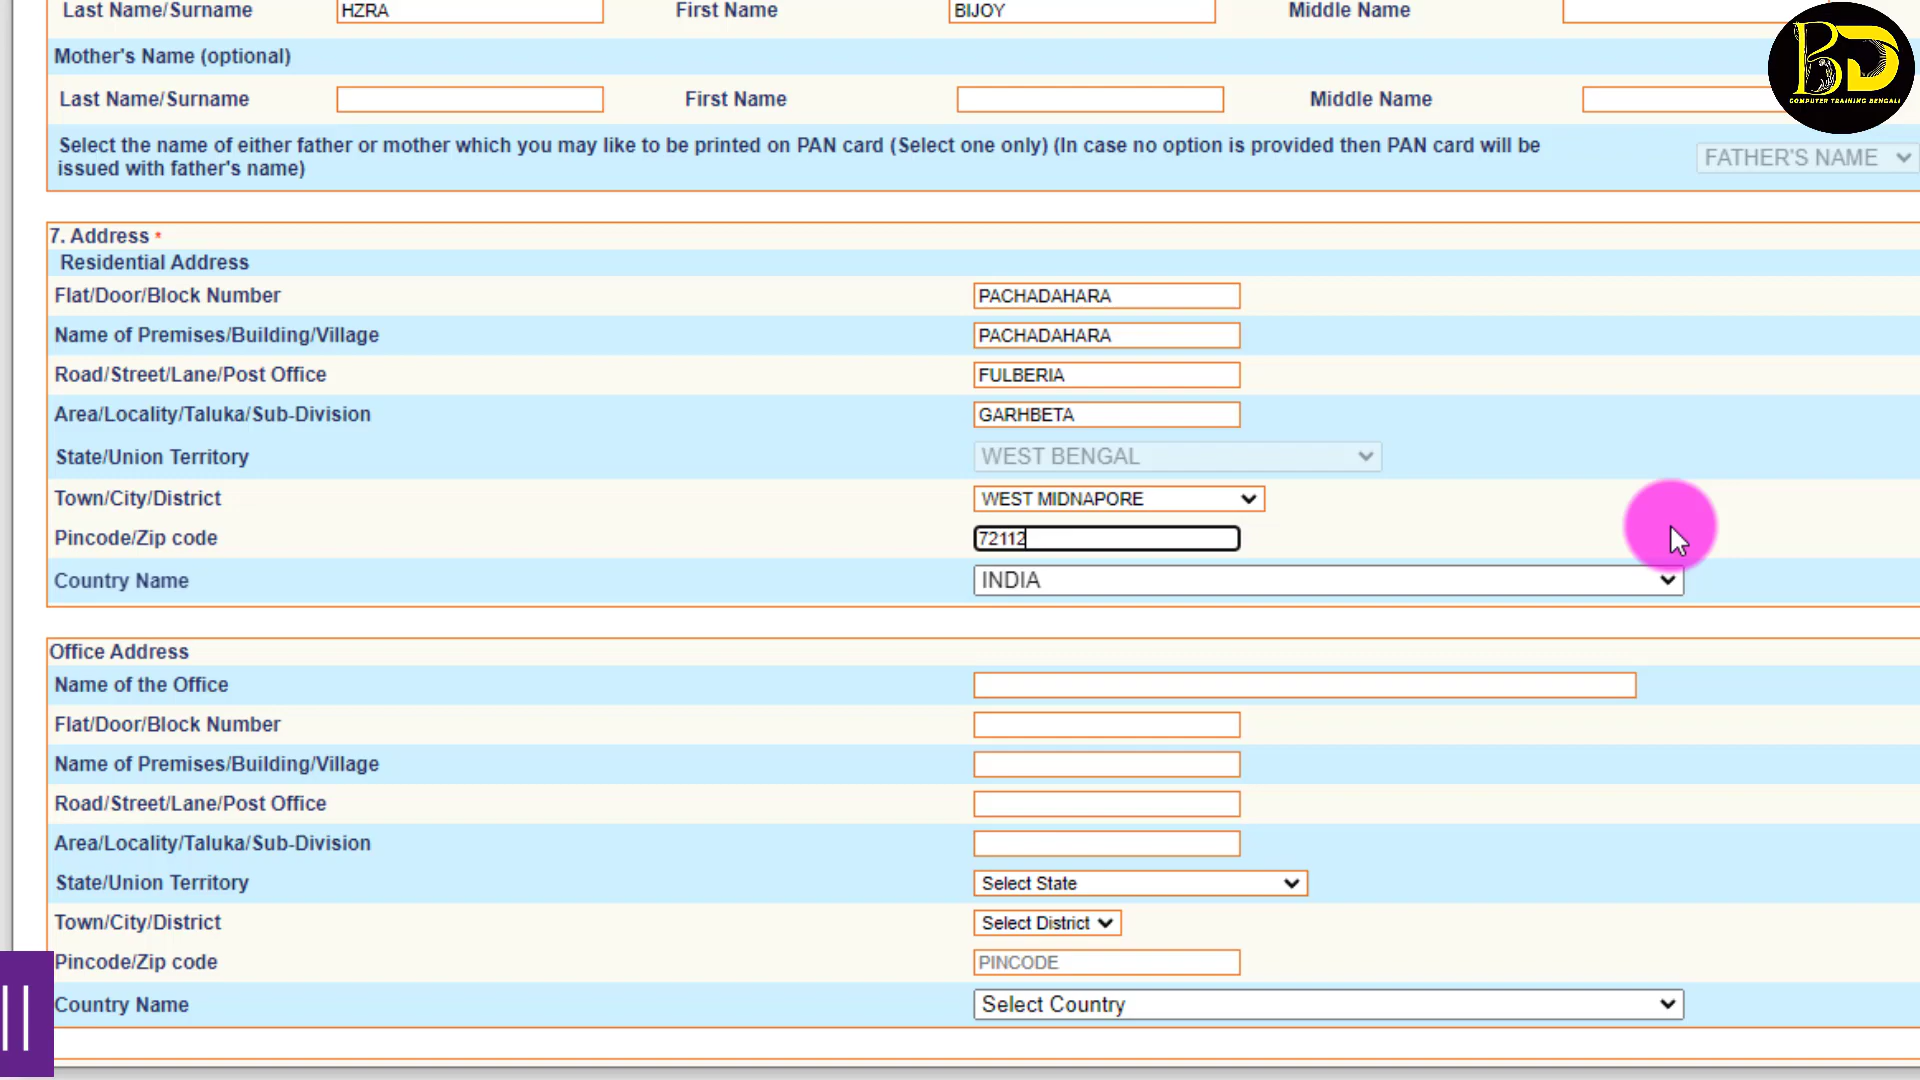 Last Name/Surname HZRA First Name BIJOY Middle Name
Mother's Name (optional)
Last Name/Surname First Name Middle Name
Select the name of either father or mother which you may like to be printed on PAN card (Select one only) (In case no option is provided then PAN card will be
issued with father's name) FATHER'S NAME
7. Address *
Residential Address
Flat/Door/Block Number PACHADAHARA
Name of Premises/Building/Village PACHADAHARA
Road/Street/Lane/Post Office FULBERIA
Area/Locality/Taluka/Sub-Division GARHBETA
State/Union Territory WEST BENGAL
Town/City/District WEST MIDNAPORE
Pincode/Zip code 72112
Country Name INDIA
Office Address
Name of the Office
Flat/Door/Block Number
Name of Premises/Building/Village
Road/Street/Lane/Post Office
Area/Locality/Taluka/Sub-Division
State/Union Territory Select State
Town/City/District Select District
Pincode/Zip code PINCODE
Country Name Select Country
BD
COMPUTER TRAINING BENGALI